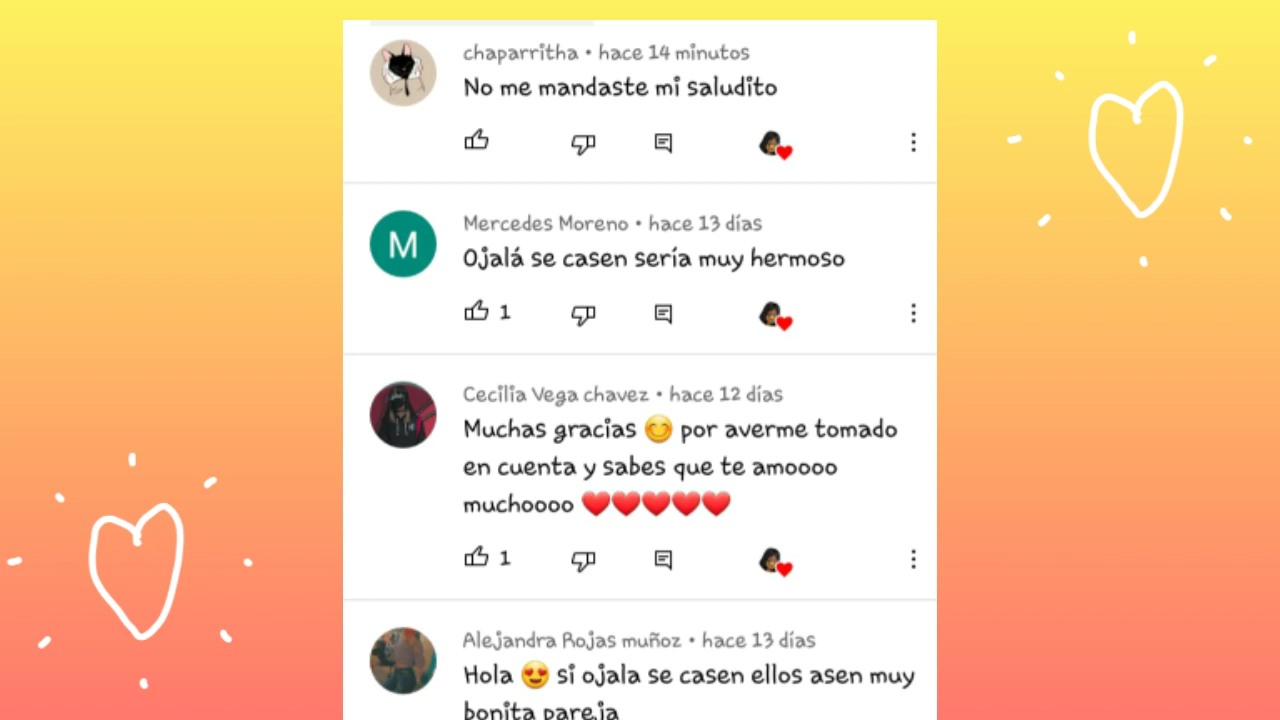 chaparritha • hace 14 minutos
No me mandaste mi saludito
M
Mercedes Moreno • hace 13 días
Ojalá se casen sería muy hermoso
1
Cecilia Vega chavez • hace 12 días
Muchas gracias 😊 por averme tomado
en cuenta y sabes que te amoooo
muchoooo ❤️❤️❤️❤️❤️
1
Alejandra Rojas muñoz • hace 13 días
Hola 😍 si ojala se casen ellos asen muy
bonita pareja